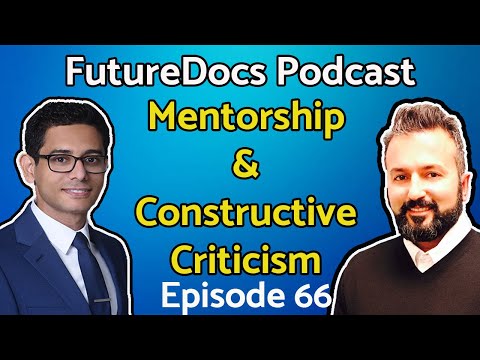 FutureDocs Podcast
Mentorship
&
Constructive
Criticism
Episode 66